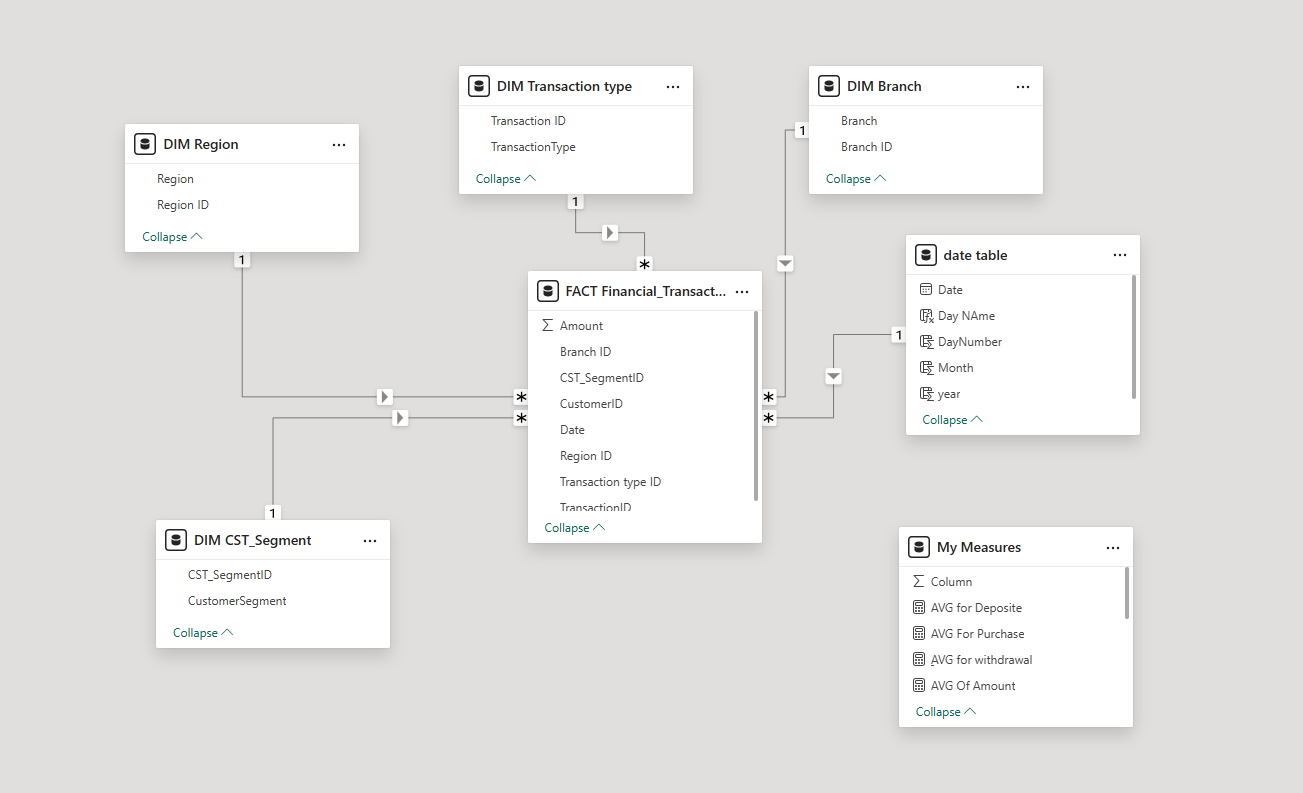 DIM Region
Region
Region ID
Collapse
1
DIM Transaction type
Transaction ID
TransactionType
Collapse
1
*
DIM Branch
Branch
Branch ID
Collapse
1
date table
Date
Day NAme
DayNumber
Month
year
Collapse
1
FACT Financial_Transact...
Σ Amount
Branch ID
CST_SegmentID
CustomerID
Date
Region ID
Transaction type ID
TransactionID
Collapse
*
*
*
*
DIM CST_Segment
CST_SegmentID
CustomerSegment
Collapse
1
My Measures
Σ Column
AVG for Deposite
AVG For Purchase
AVG for withdrawal
AVG Of Amount
Collapse